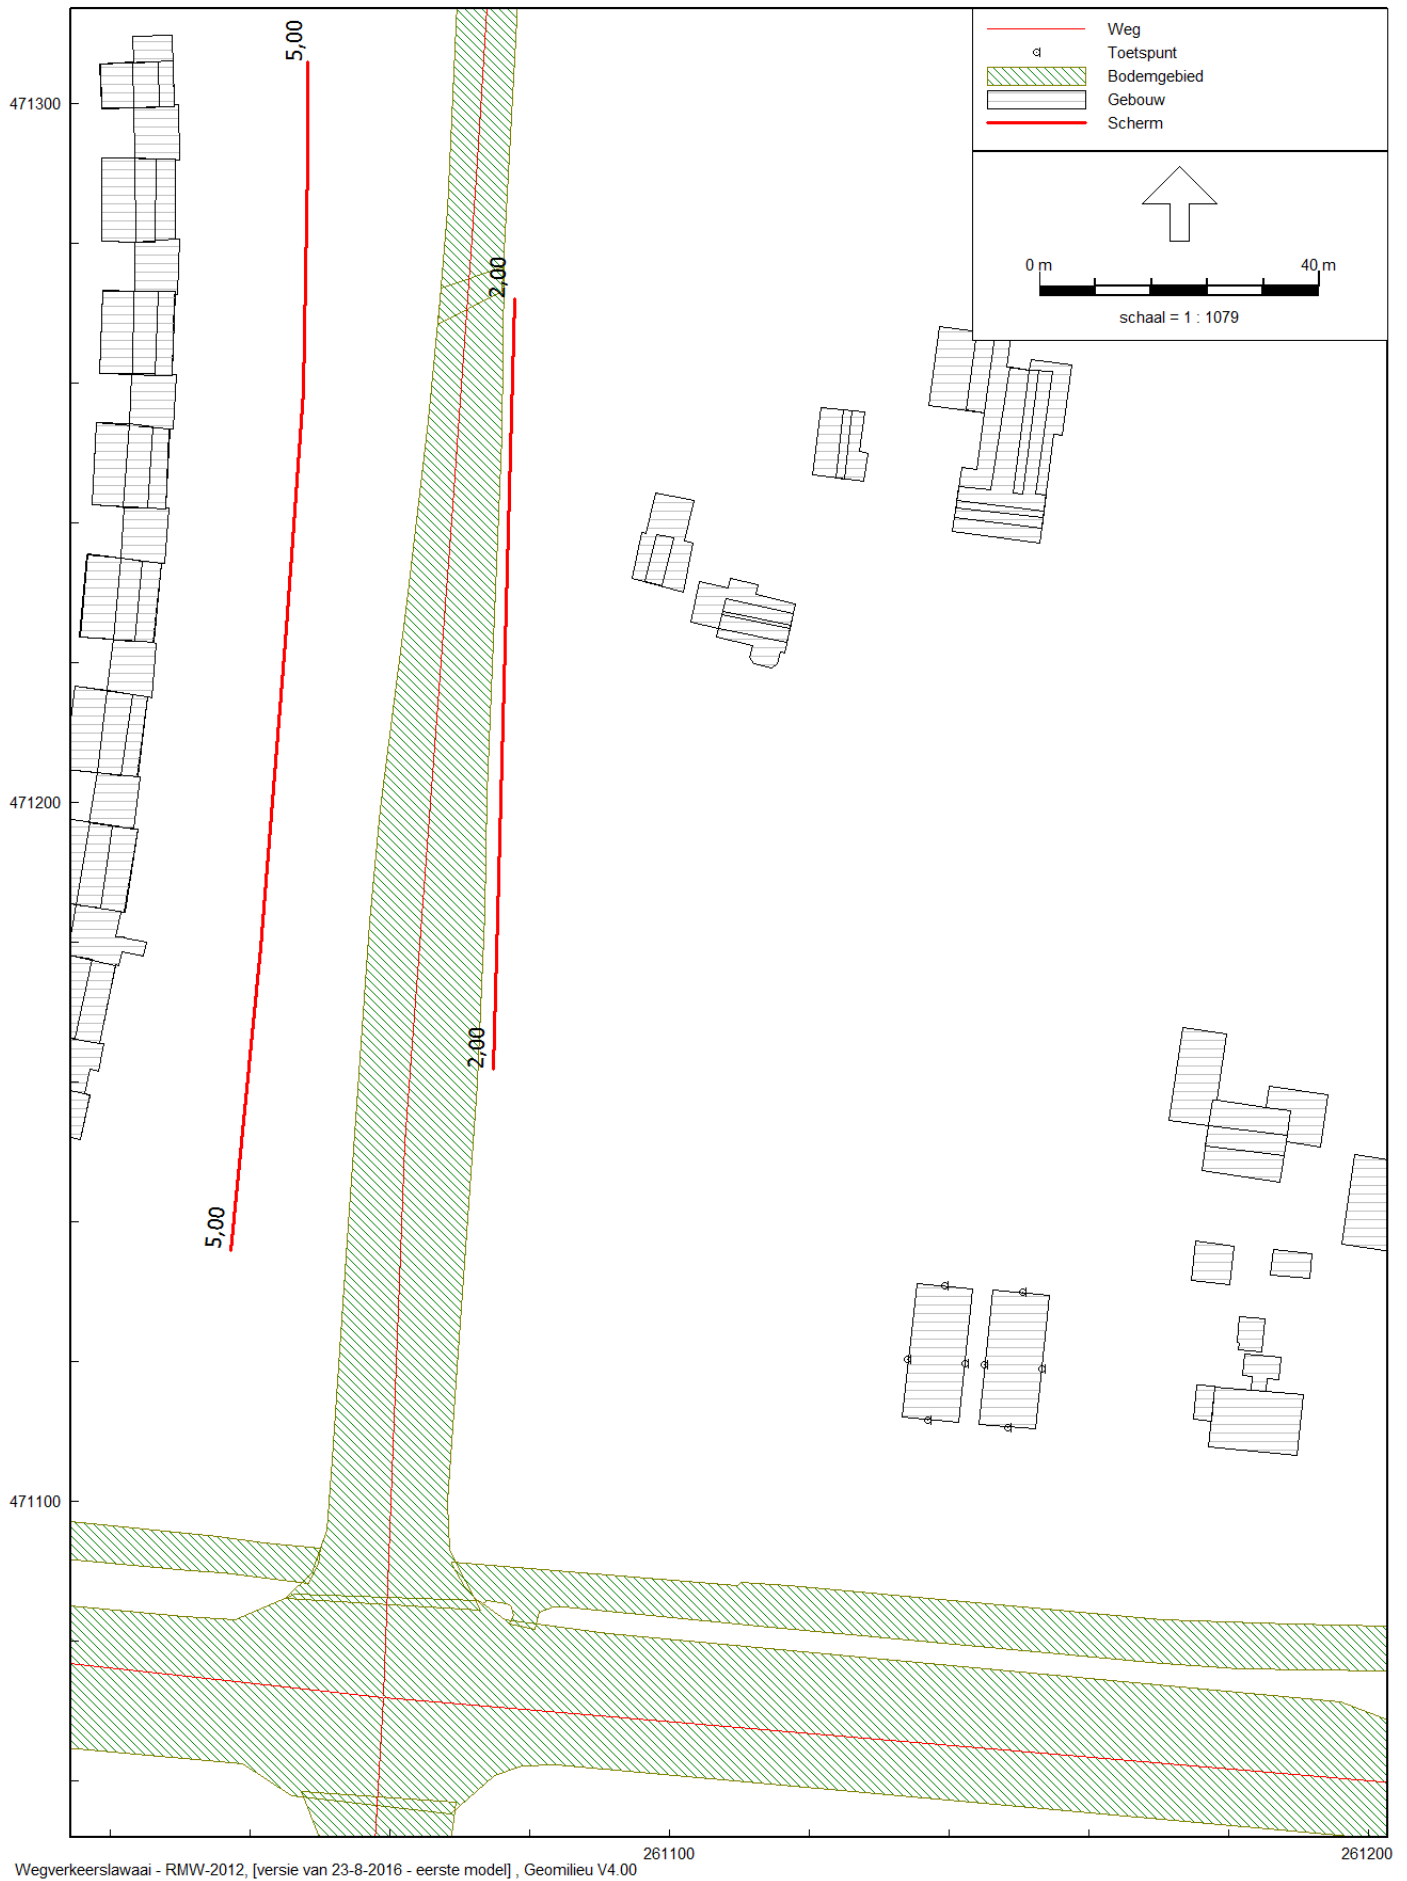 Weg
Toetspunt
Bodemgebied
Gebouw
Scherm
0 m 40 m
schaal = 1 : 1079
5,00
471300
2,00
471200
2,00
5,00
471100
261100 261200
Wegverkeerslawaai - RMW-2012, [versie van 23-8-2016 - eerste model] , Geomilieu V4.00